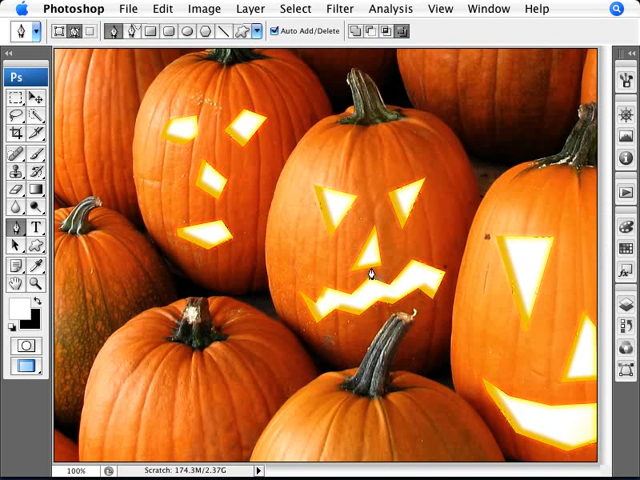 Photoshop File Edit Image Layer Select Filter Analysis View Window Help
Auto Add/Delete
Ps
T
100% Scratch: 174.3M/2.37G